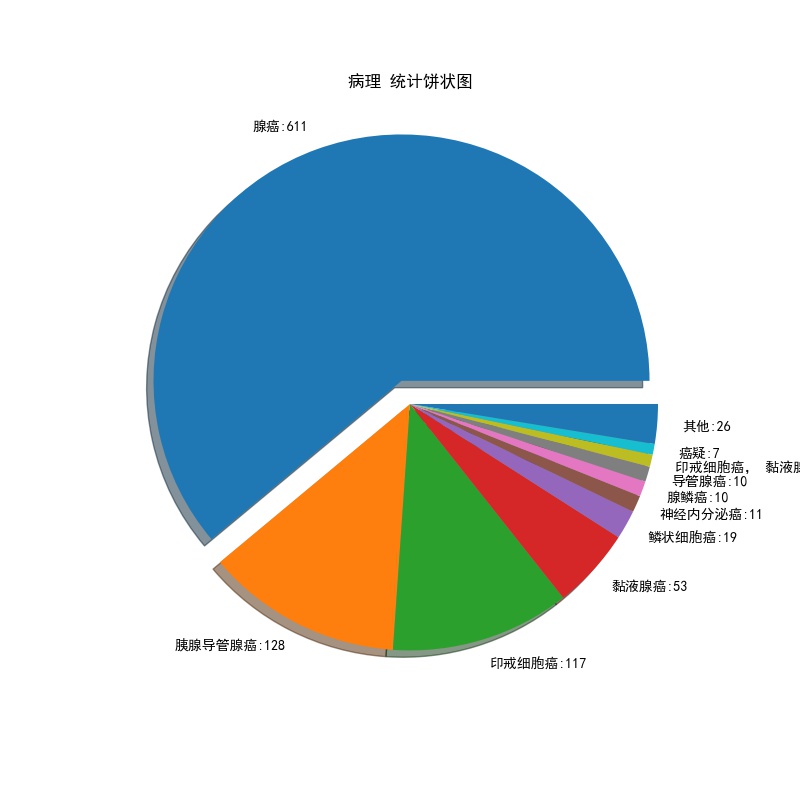 病理 统计饼状图
腺癌:611
其他:26
癌疑:7
印戒细胞癌， 黏液腺
导管腺癌:10
腺鳞癌:10
神经内分泌癌:11
鳞状细胞癌:19
黏液腺癌:53
胰腺导管腺癌:128
印戒细胞癌:117